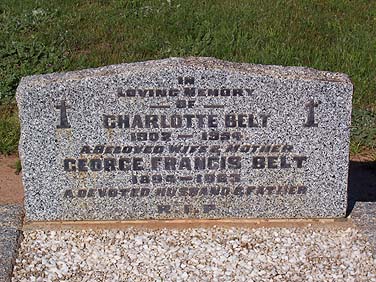 IN
LOVING MEMORY
OF
CHARLOTTE BELT
A BELOVED WIFE & MOTHER
GEORGE FRANCIS BELT
A DEVOTED HUSBAND & FATHER
R.I.P.